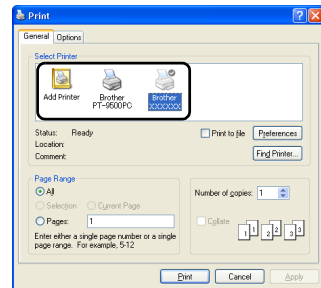 Print
General Options
Select Printer
Add Printer
Brother
PT-9500PC
Brother
XXXXXX
Status: Ready
Location:
Comment:
Print to file
Preferences
Find Printer...
Page Range
All
Selection Current Page
Pages: 1
Enter either a single page number or a single
page range. For example, 5-12
Number of copies: 1
Collate
1 1 2 2 3 3
Print Cancel Apply